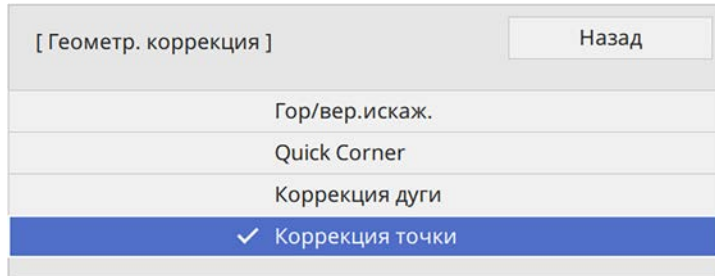 [ Геометр. коррекция ]
Назад
Гор/вер.искаж.
Quick Corner
Коррекция дуги
Коррекция точки